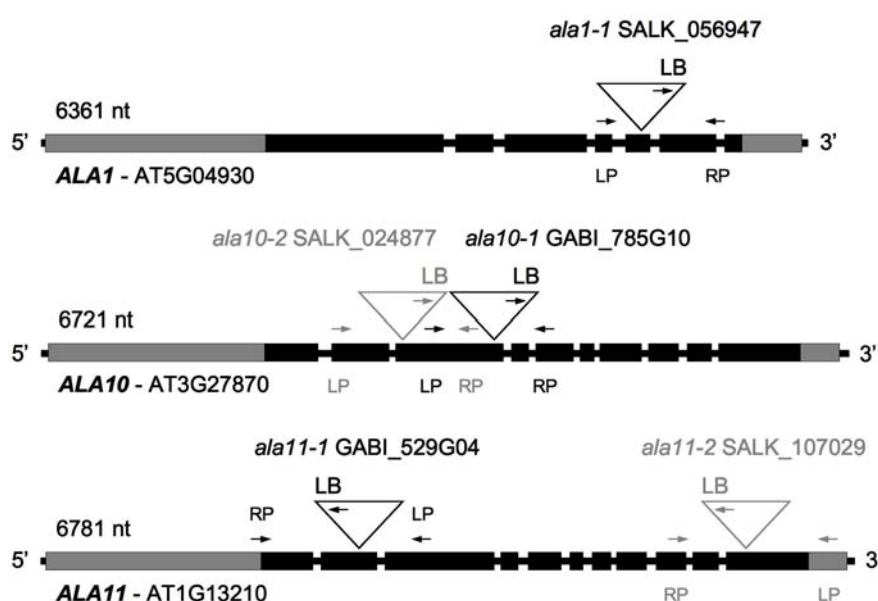 ala1-1 SALK_056947
LB
6361 nt
5' 3'
LP RP
ALA1 - AT5G04930
ala10-2 SALK_024877 ala10-1 GABI_785G10
LB LB
6721 nt
5' 3'
LP LP RP RP
ALA10 - AT3G27870
ala11-1 GABI_529G04 ala11-2 SALK_107029
LB LB
RP LP
6781 nt
5' 3
RP LP
ALA11 - AT1G13210